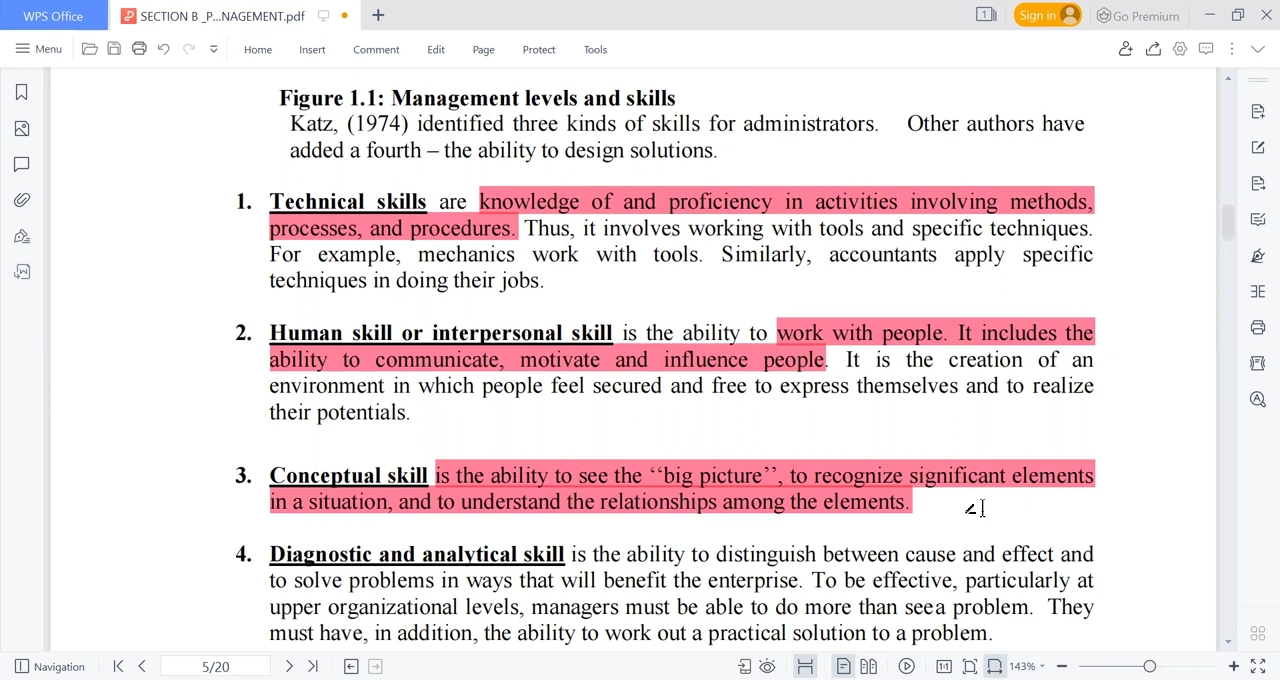 WPS Office
SECTION B _P...NAGEMENT.pdf
Sign in
Go Premium
Menu
Home Insert Comment Edit Page Protect Tools
Figure 1.1: Management levels and skills
Katz, (1974) identified three kinds of skills for administrators. Other authors have
added a fourth – the ability to design solutions.
1. Technical skills are knowledge of and proficiency in activities involving methods,
processes, and procedures. Thus, it involves working with tools and specific techniques.
For example, mechanics work with tools. Similarly, accountants apply specific
techniques in doing their jobs.
2. Human skill or interpersonal skill is the ability to work with people. It includes the
ability to communicate, motivate and influence people. It is the creation of an
environment in which people feel secured and free to express themselves and to realize
their potentials.
3. Conceptual skill is the ability to see the ‘‘big picture’’, to recognize significant elements
in a situation, and to understand the relationships among the elements.
4. Diagnostic and analytical skill is the ability to distinguish between cause and effect and
to solve problems in ways that will benefit the enterprise. To be effective, particularly at
upper organizational levels, managers must be able to do more than seea problem. They
must have, in addition, the ability to work out a practical solution to a problem.
Navigation
5/20
143%